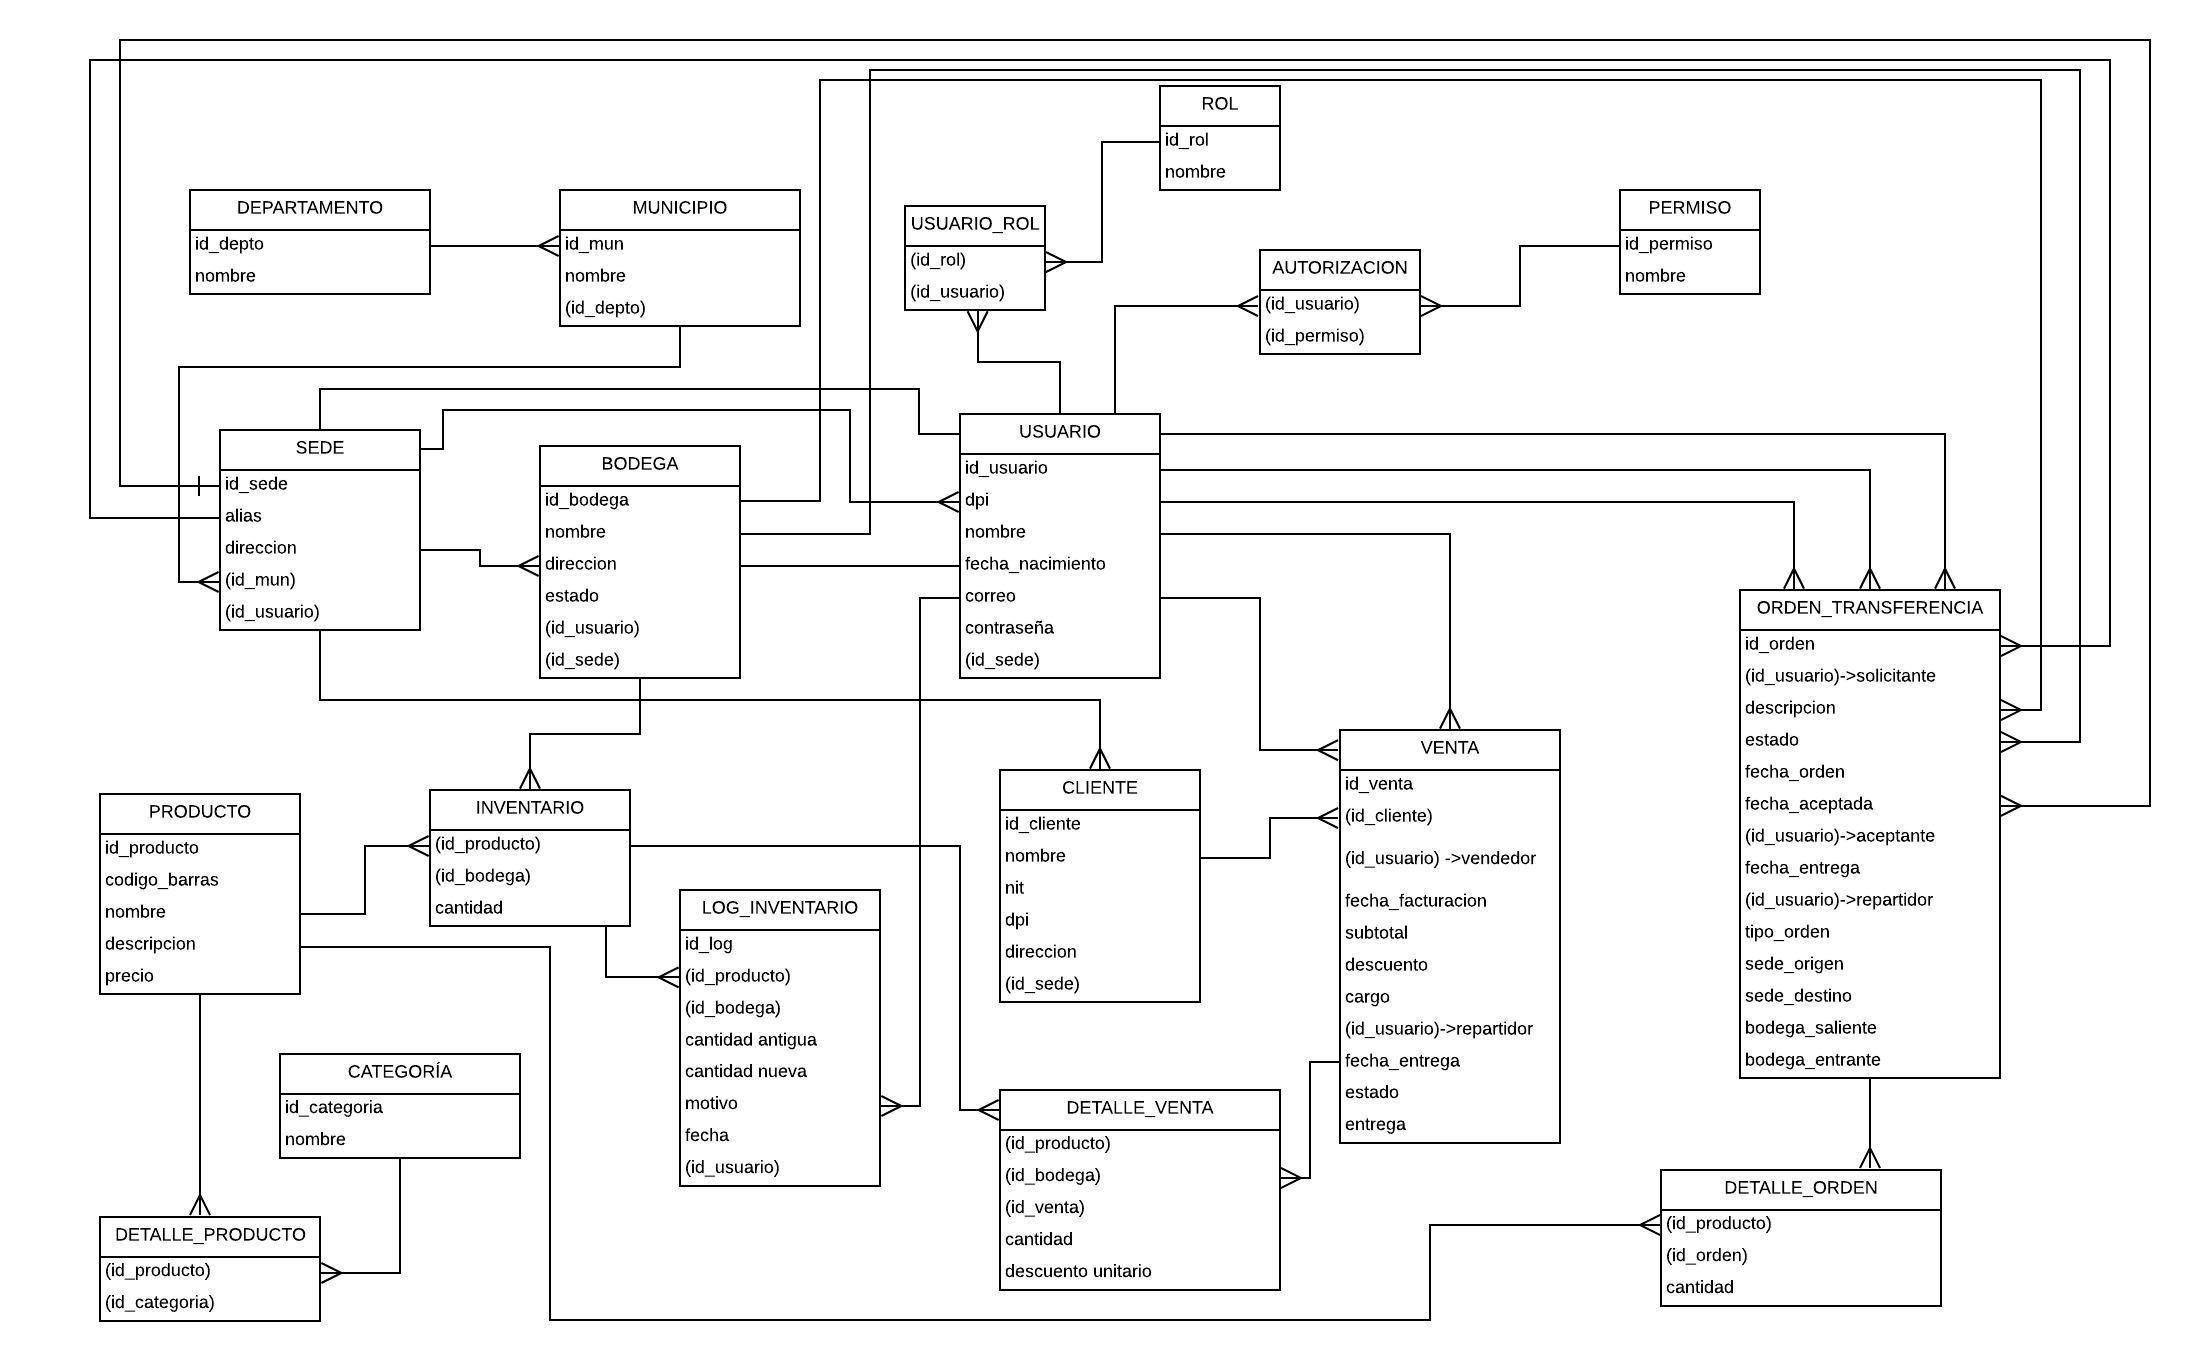 ROL
id_rol
nombre
DEPARTAMENTO
id_depto
nombre
MUNICIPIO
id_mun
nombre
(id_depto)
USUARIO_ROL
(id_rol)
(id_usuario)
AUTORIZACION
(id_usuario)
(id_permiso)
PERMISO
id_permiso
nombre
SEDE
id_sede
alias
direccion
(id_mun)
(id_usuario)
BODEGA
id_bodega
nombre
direccion
estado
(id_usuario)
(id_sede)
USUARIO
id_usuario
dpi
nombre
fecha_nacimiento
correo
contraseña
(id_sede)
ORDEN_TRANSFERENCIA
id_orden
(id_usuario)->solicitante
descripcion
estado
fecha_orden
fecha_aceptada
(id_usuario)->aceptante
fecha_entrega
(id_usuario)->repartidor
tipo_orden
sede_origen
sede_destino
bodega_saliente
bodega_entrante
PRODUCTO
id_producto
codigo_barras
nombre
descripcion
precio
INVENTARIO
(id_producto)
(id_bodega)
cantidad
LOG_INVENTARIO
id_log
(id_producto)
(id_bodega)
cantidad antigua
cantidad nueva
motivo
fecha
(id_usuario)
CLIENTE
id_cliente
nombre
nit
dpi
direccion
(id_sede)
VENTA
id_venta
(id_cliente)
(id_usuario) ->vendedor
fecha_facturacion
subtotal
descuento
cargo
(id_usuario)->repartidor
fecha_entrega
estado
entrega
CATEGORÍA
id_categoria
nombre
DETALLE_VENTA
(id_producto)
(id_bodega)
(id_venta)
cantidad
descuento unitario
DETALLE_PRODUCTO
(id_producto)
(id_categoria)
DETALLE_ORDEN
(id_producto)
(id_orden)
cantidad